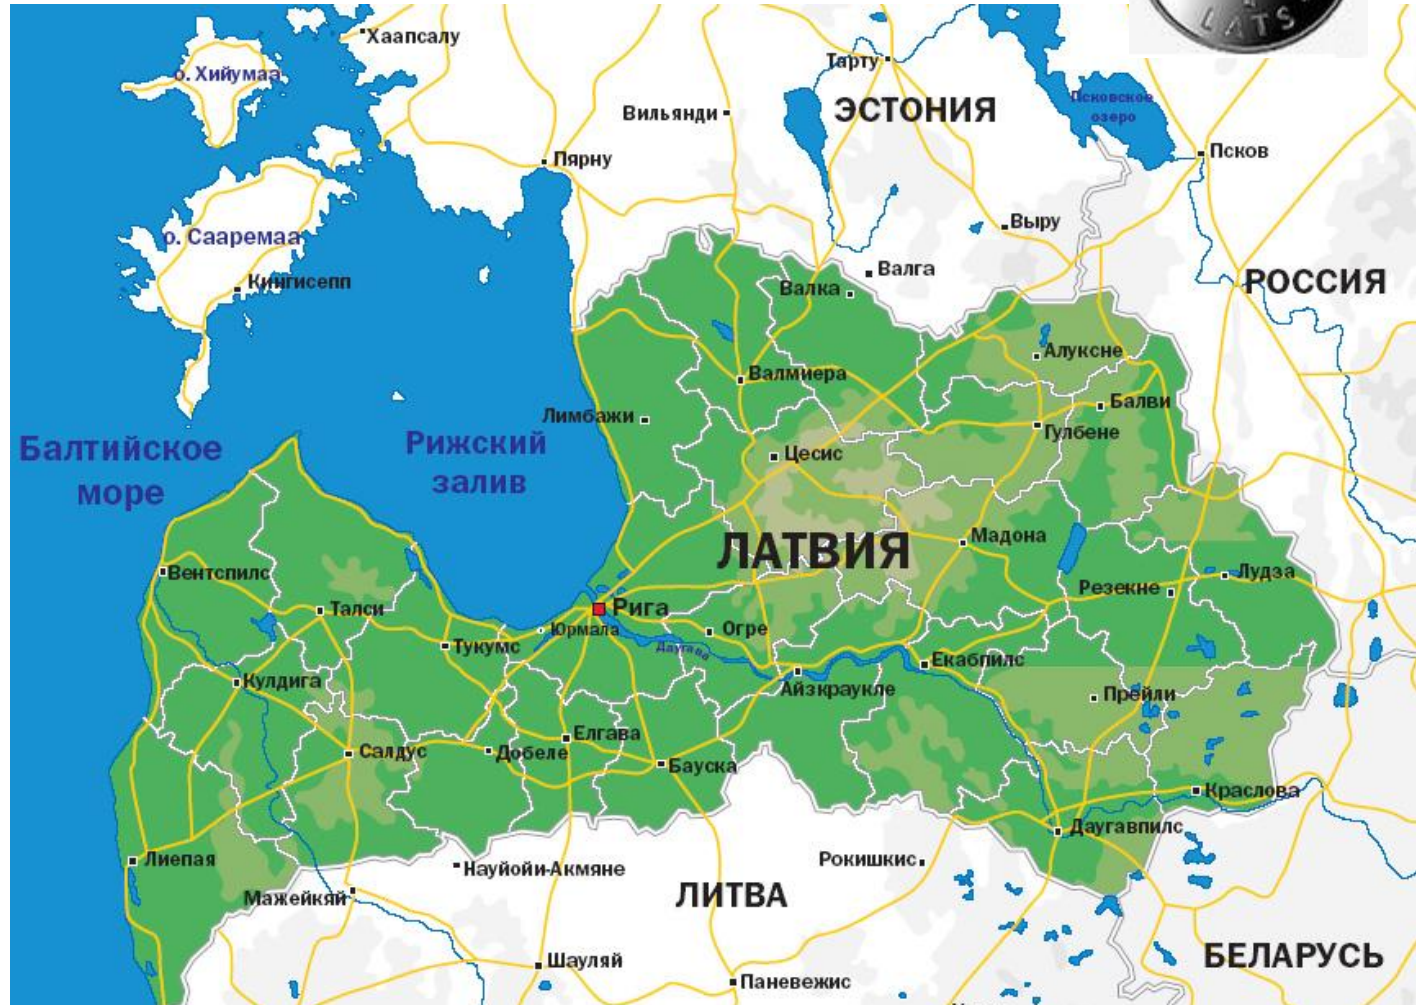 LATS
Хаапсалу
о. Хийумаа
Тарту
Вильянди
ЭСТОНИЯ
Псковское
озеро
Пярну
Псков
о. Сааремаа
Выру
Кингисепп
Валга
Валка
РОССИЯ
Алуксне
Валмиера
Лимбажи
Балви
Гулбене
Балтийское
море
Рижский
залив
Цесис
ЛАТВИЯ
Мадона
Вентспилс
Лудза
Резекне
Талси
Рига
Юрмала
Огре
Даугава
Тукумс
Екабпилс
Кулдига
Айзкраукле
Прейли
Салдус
Добеле
Елгава
Бауска
Краслова
Даугавпилс
Лиепая
Науйойи-Акмяне
Рокишкис
Мажейкяй
ЛИТВА
Шауляй
Паневежис
БЕЛАРУСЬ